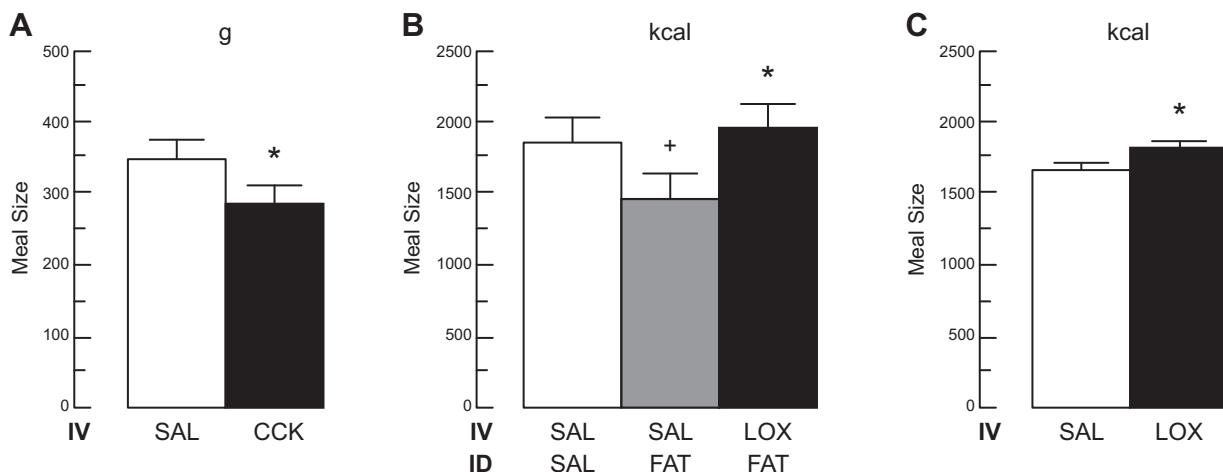 A
g
500
400
300
200
100
0
Meal Size
*
IV SAL CCK
B
kcal
2500
2000
1500
1000
500
0
Meal Size
+
*
IV SAL SAL LOX
ID SAL FAT FAT
C
kcal
2500
2000
1500
1000
500
0
Meal Size
*
IV SAL LOX